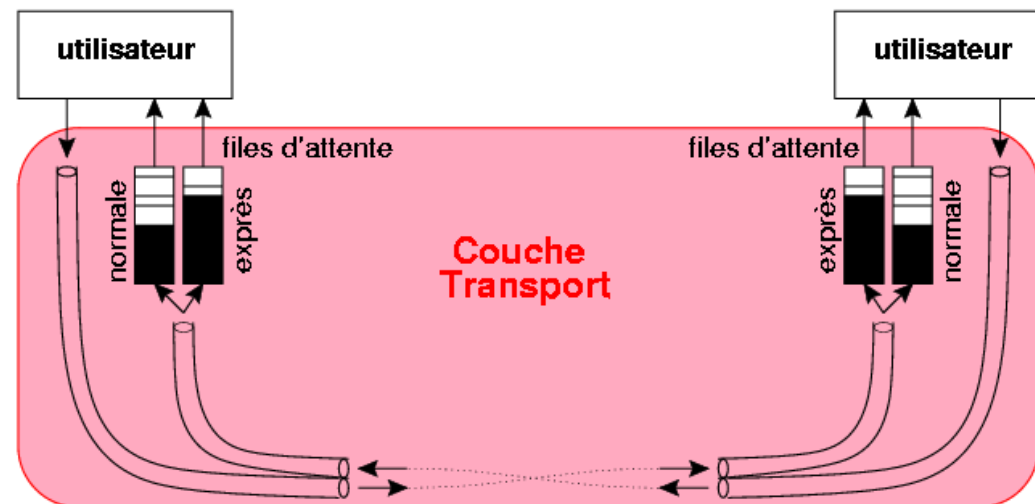 utilisateur
utilisateur
files d'attente
files d'attente
normale
exprès
exprès
normale
Couche
Transport